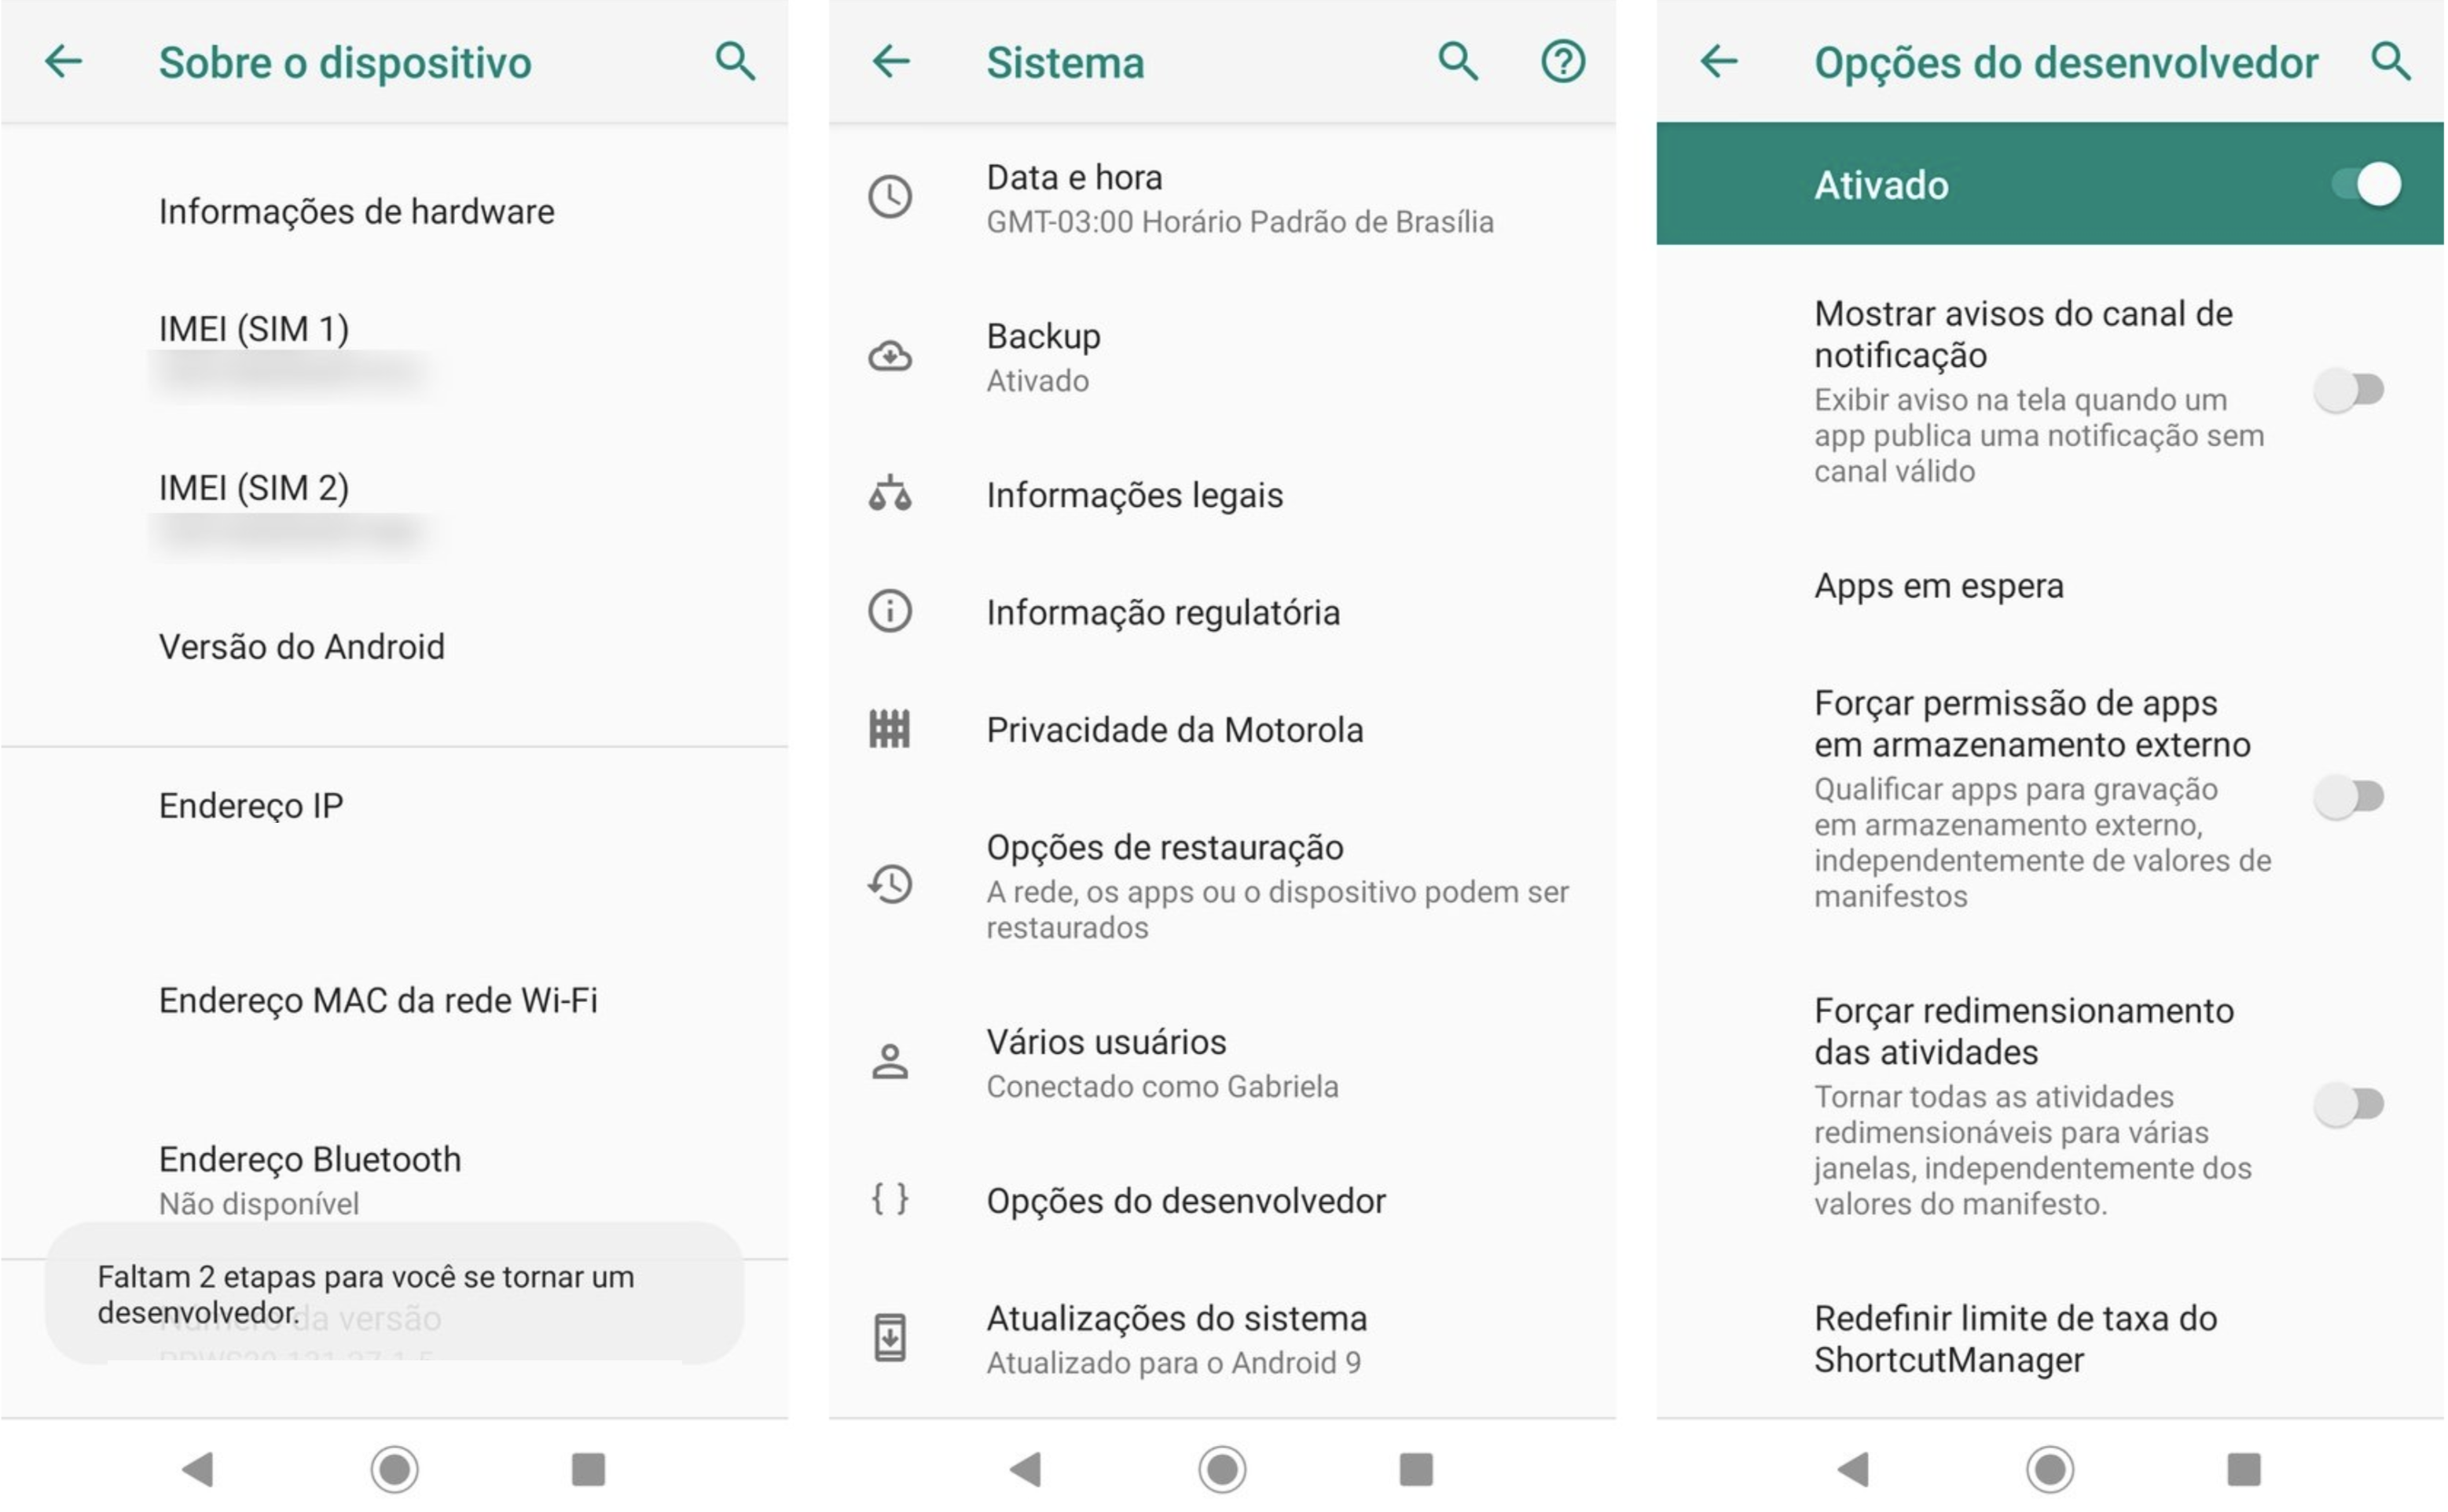 Sobre o dispositivo
Informações de hardware
IMEI (SIM 1)
IMEI (SIM 2)
Versão do Android
Endereço IP
Endereço MAC da rede Wi-Fi
Endereço Bluetooth
Não disponível
Faltam 2 etapas para você se tornar um
desenvolvedor.
Número da versão
Sistema
Data e hora
GMT-03:00 Horário Padrão de Brasília
Backup
Ativado
Informações legais
Informação regulatória
Privacidade da Motorola
Opções de restauração
A rede, os apps ou o dispositivo podem ser
restaurados
Vários usuários
Conectado como Gabriela
{ } Opções do desenvolvedor
Atualizações do sistema
Atualizado para o Android 9
Opções do desenvolvedor
Ativado
Mostrar avisos do canal de
notificação
Exibir aviso na tela quando um
app publica uma notificação sem
canal válido
Apps em espera
Forçar permissão de apps
em armazenamento externo
Qualificar apps para gravação
em armazenamento externo,
independentemente de valores de
manifestos
Forçar redimensionamento
das atividades
Tornar todas as atividades
redimensionáveis para várias
janelas, independentemente dos
valores do manifesto.
Redefinir limite de taxa do
ShortcutManager